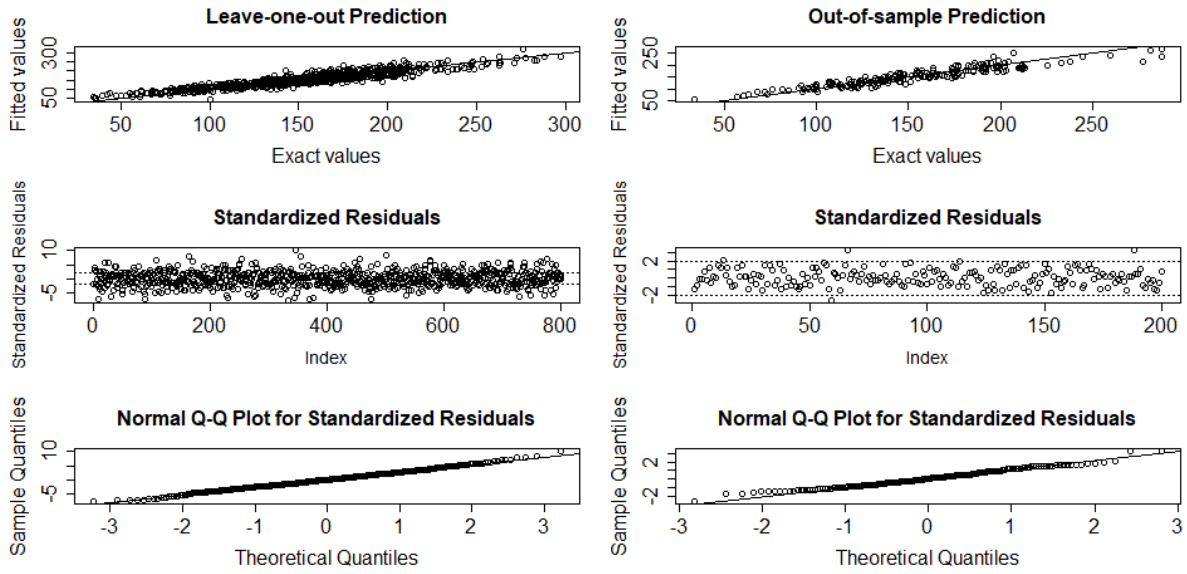 Leave-one-out Prediction
Fitted values
50 300
50 100 150 200 250 300
Exact values
Out-of-sample Prediction
Fitted values
50 250
50 100 150 200 250
Exact values
Standardized Residuals
Standardized Residuals
-5 10
0 200 400 600 800
Index
Standardized Residuals
Standardized Residuals
-2 2
0 50 100 150 200
Index
Normal Q-Q Plot for Standardized Residuals
Sample Quantiles
-5 10
-3 -2 -1 0 1 2 3
Theoretical Quantiles
Normal Q-Q Plot for Standardized Residuals
Sample Quantiles
-2 2
-3 -2 -1 0 1 2 3
Theoretical Quantiles